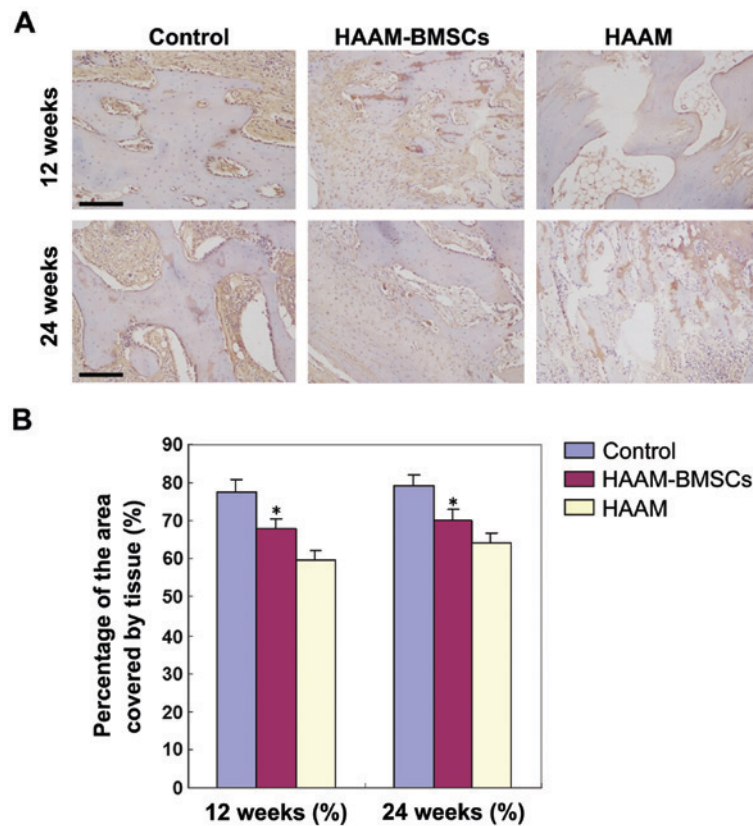 A
Control HAAM-BMSCs HAAM
12 weeks
24 weeks
B
Percentage of the area
covered by tissue (%)
90
80
70
60
50
40
30
20
10
0
* *
12 weeks (%) 24 weeks (%)
Control
HAAM-BMSCs
HAAM